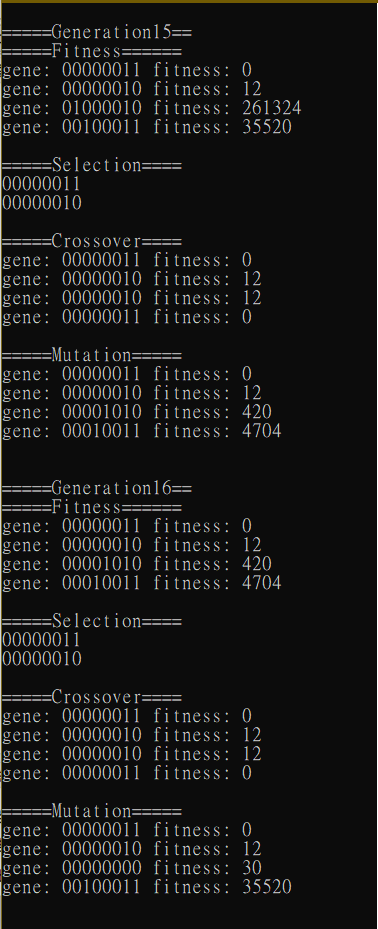 =====Generation15==
=====Fitness======
gene: 00000011 fitness: 0
gene: 00000010 fitness: 12
gene: 01000010 fitness: 261324
gene: 00100011 fitness: 35520
=====Selection====
00000011
00000010
=====Crossover====
gene: 00000011 fitness: 0
gene: 00000010 fitness: 12
gene: 00000010 fitness: 12
gene: 00000011 fitness: 0
=====Mutation=====
gene: 00000011 fitness: 0
gene: 00000010 fitness: 12
gene: 00001010 fitness: 420
gene: 00010011 fitness: 4704
=====Generation16==
=====Fitness======
gene: 00000011 fitness: 0
gene: 00000010 fitness: 12
gene: 00001010 fitness: 420
gene: 00010011 fitness: 4704
=====Selection====
00000011
00000010
=====Crossover====
gene: 00000011 fitness: 0
gene: 00000010 fitness: 12
gene: 00000010 fitness: 12
gene: 00000011 fitness: 0
=====Mutation=====
gene: 00000011 fitness: 0
gene: 00000010 fitness: 12
gene: 00000000 fitness: 30
gene: 00100011 fitness: 35520